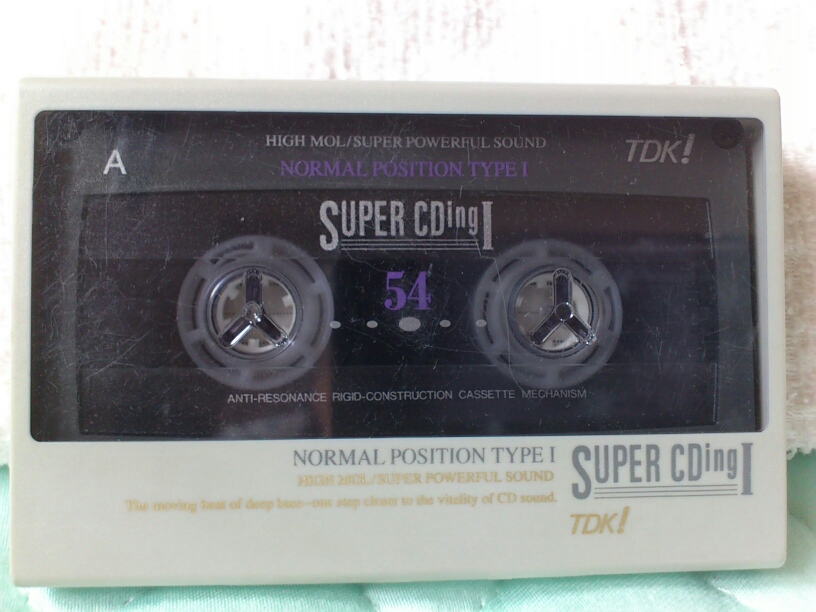 A
HIGH MOL/SUPER POWERFUL SOUND
TDK!
NORMAL POSITION TYPE I
SUPER CDing I
54
ANTI-RESONANCE RIGID-CONSTRUCTION CASSETTE MECHANISM
NORMAL POSITION TYPE I
HIGH MOL/SUPER POWERFUL SOUND
The moving beat of deep bass–one step closer to the vitality of CD sound.
SUPER CDing I
TDK!